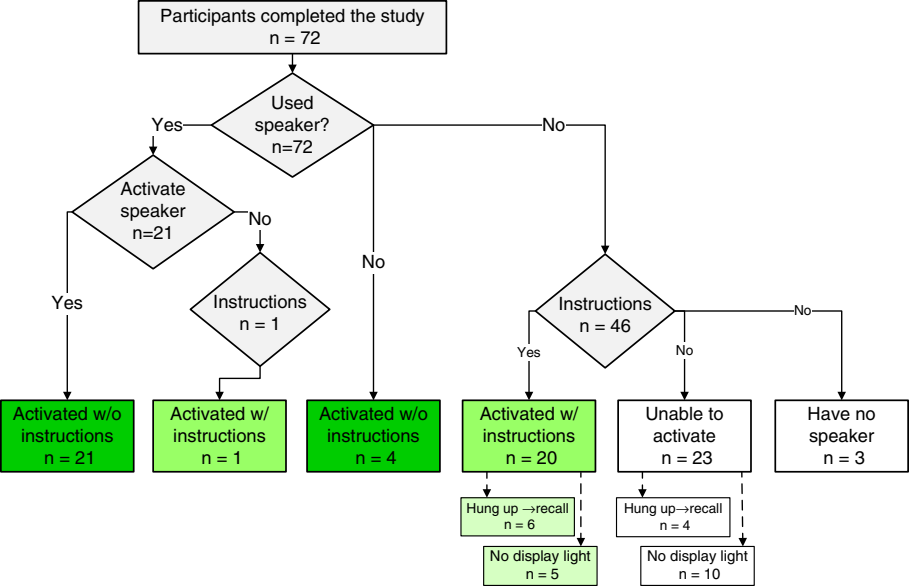 Participants completed the study
n = 72
Used
speaker?
n=72
Yes
No
Activate
speaker
n=21
No
No
Yes
Instructions
n = 1
Instructions
n = 46
Yes
No
No
Activated w/o
instructions
n = 21
Activated w/
instructions
n = 1
Activated w/o
instructions
n = 4
Activated w/
instructions
n = 20
Unable to
activate
n = 23
Have no
speaker
n = 3
Hung up →recall
n = 6
No display light
n = 5
Hung up→recall
n = 4
No display light
n = 10